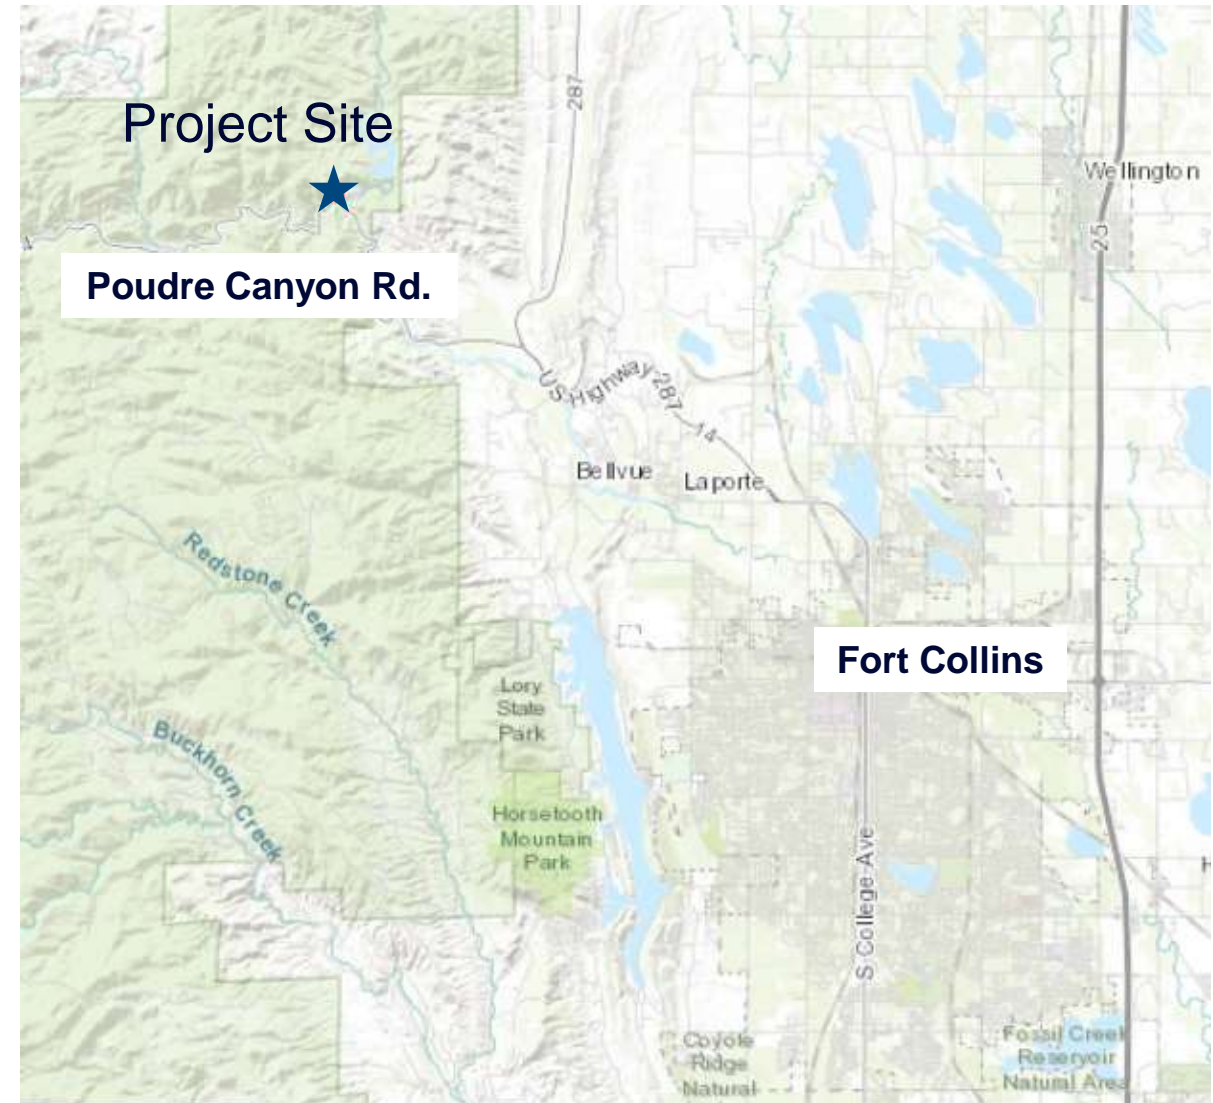 287
Project Site
Wellington
25
Poudre Canyon Rd.
US Highway 287
14
Bellvue
Laporte
Redstone Creek
Fort Collins
Lory
State
Park
Buckhorn Creek
Horsetooth
Mountain
Park
S College Ave
H
Coyote
Ridge
Natural
Fossil Creek
Reservoir
Natural Area